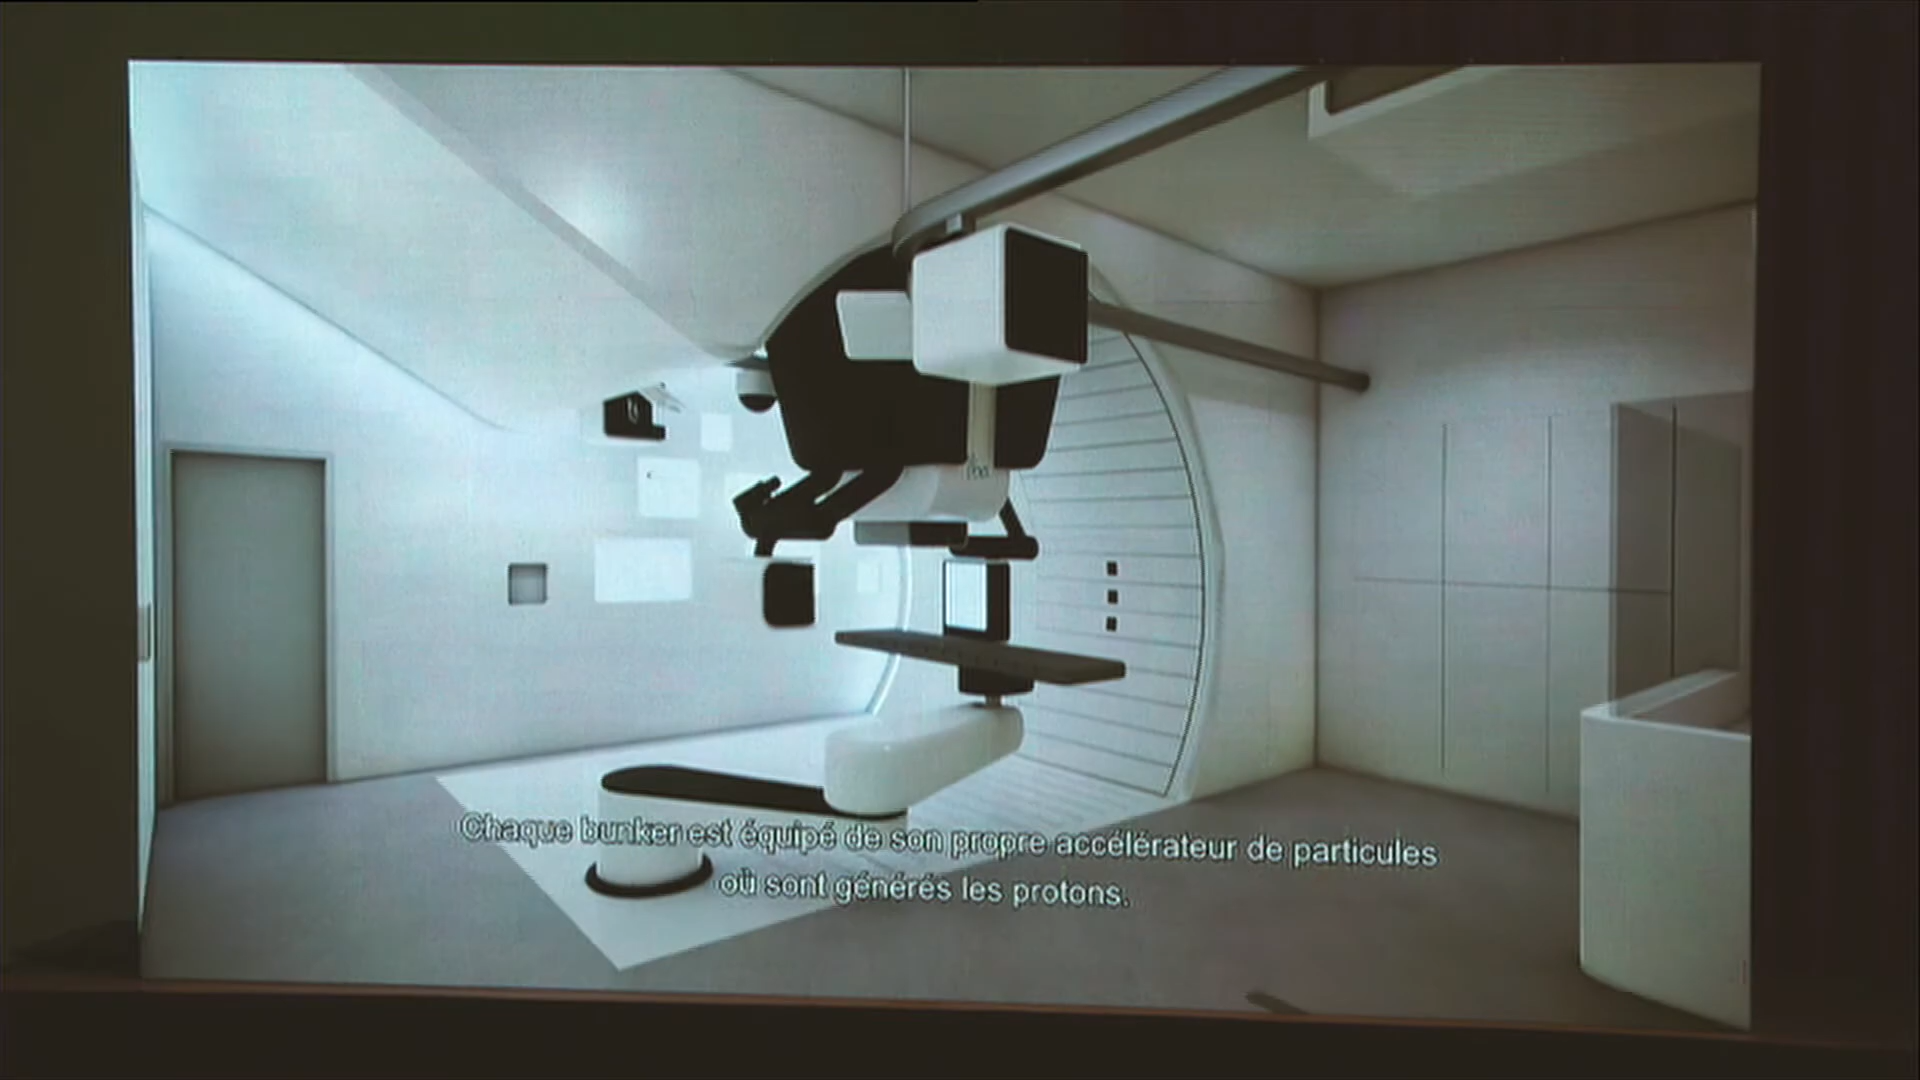 Chaque bunker est équipé de son propre accélérateur de particules
où sont générés les protons.